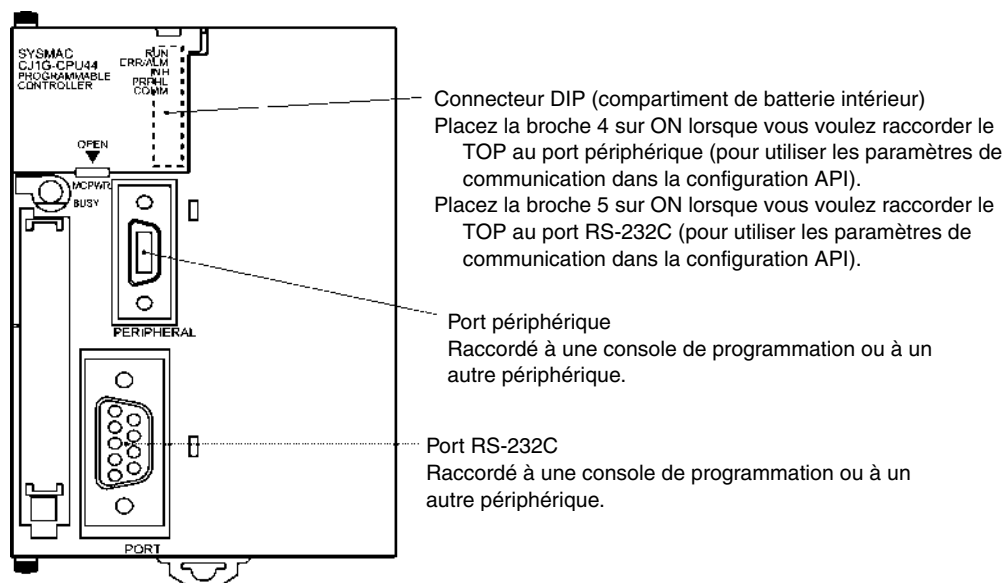 SYSMAC
CJ1G-CPU44
PROGRAMMABLE
CONTROLLER
RUN
ERR/ALM
INH
PRPHL
COMM
OPEN
MCPWR
BUSY
PERIPHERAL
PORT
Connecteur DIP (compartiment de batterie intérieur)
Placez la broche 4 sur ON lorsque vous voulez raccorder le
TOP au port périphérique (pour utiliser les paramètres de
communication dans la configuration API).
Placez la broche 5 sur ON lorsque vous voulez raccorder le
TOP au port RS-232C (pour utiliser les paramètres de
communication dans la configuration API).
Port périphérique
Raccordé à une console de programmation ou à un
autre périphérique.
Port RS-232C
Raccordé à une console de programmation ou à un
autre périphérique.